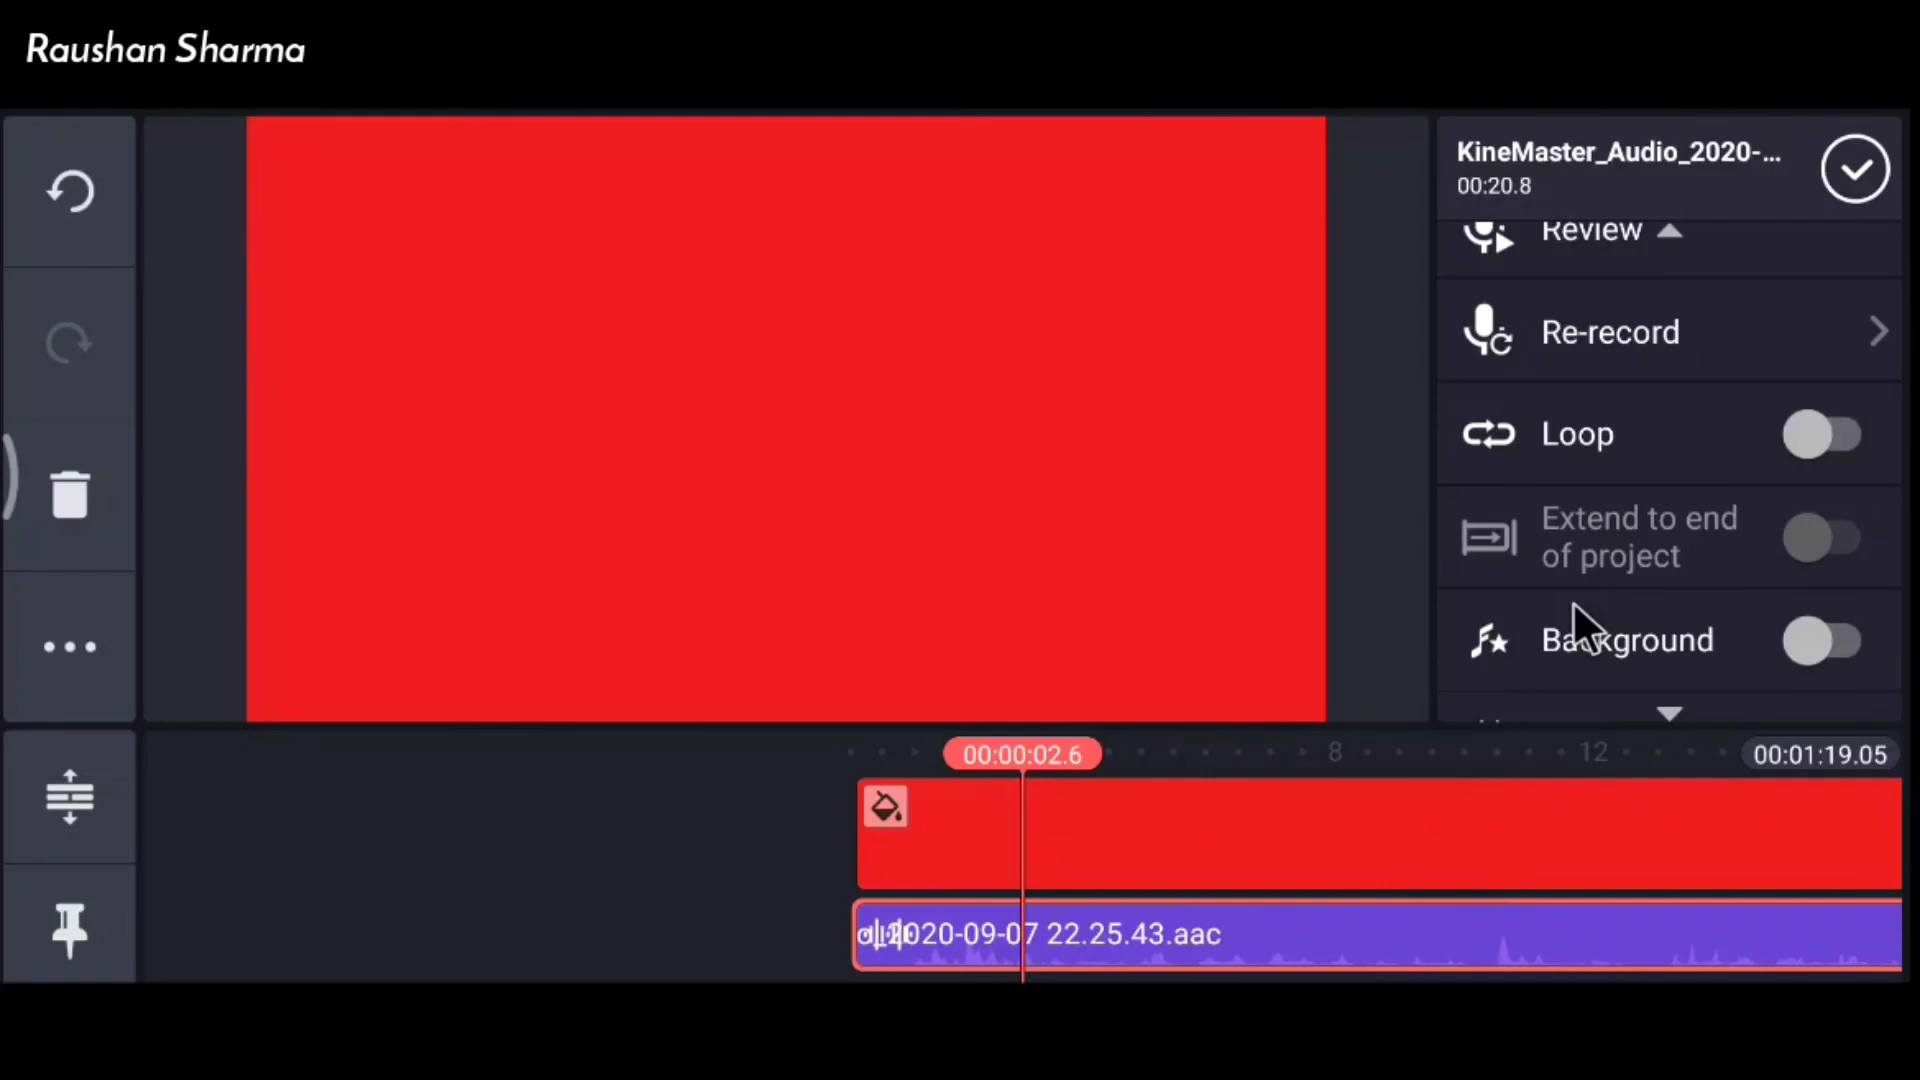 Raushan Sharma
KineMaster_Audio_2020-...
00:20.8
Review
Re-record
Loop
Extend to end
of project
Background
00:00:02.6
8
12
00:01:19.05
2020-09-07 22.25.43.aac